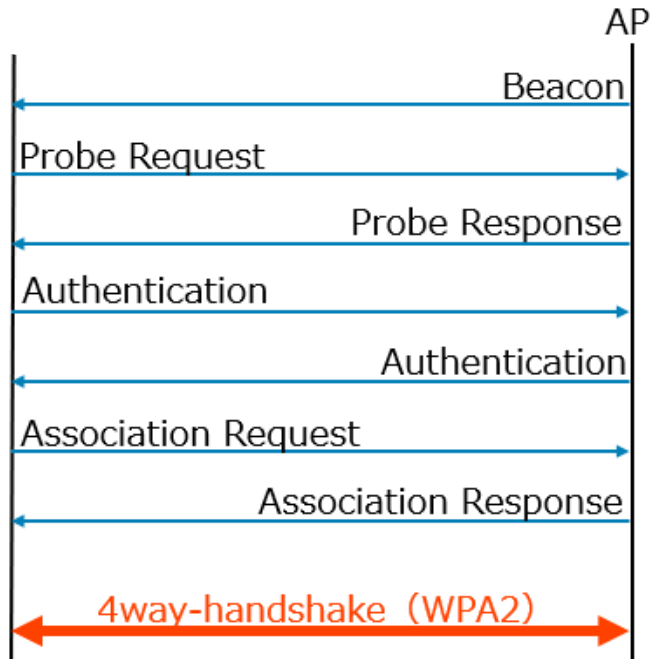 AP
Beacon
Probe Request
Probe Response
Authentication
Authentication
Association Request
Association Response
4way-handshake（WPA2）